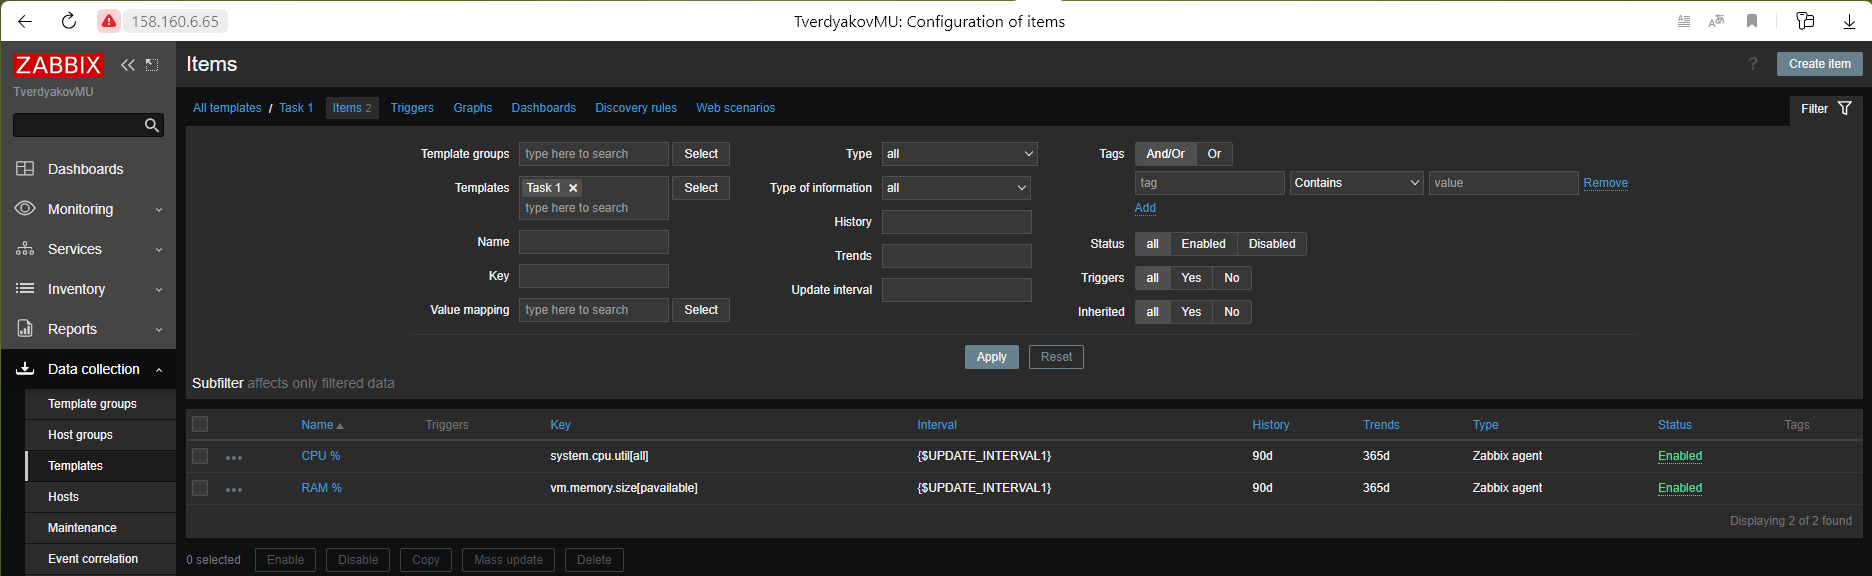 158.160.6.65 TverdyakovMU: Configuration of items
ZABBIX
TverdyakovMU
Dashboards
Monitoring
Services
Inventory
Reports
Data collection
Template groups
Host groups
Templates
Hosts
Maintenance
Event correlation
Items ? Create item
All templates / Task 1 Items 2 Triggers Graphs Dashboards Discovery rules Web scenarios Filter
Template groups type here to search Select
Templates Task 1 type here to search Select
Name
Key
Value mapping type here to search Select
Type all
Type of information all
History
Trends
Update interval
Tags And/Or Or
tag Contains value Remove
Add
Status all Enabled Disabled
Triggers all Yes No
Inherited all Yes No
Apply Reset
Subfilter affects only filtered data
Name Triggers Key Interval History Trends Type Status Tags
CPU % system.cpu.util[all] {$UPDATE_INTERVAL1} 90d 365d Zabbix agent Enabled
RAM % vm.memory.size[pavailable] {$UPDATE_INTERVAL1} 90d 365d Zabbix agent Enabled
Displaying 2 of 2 found
0 selected Enable Disable Copy Mass update Delete